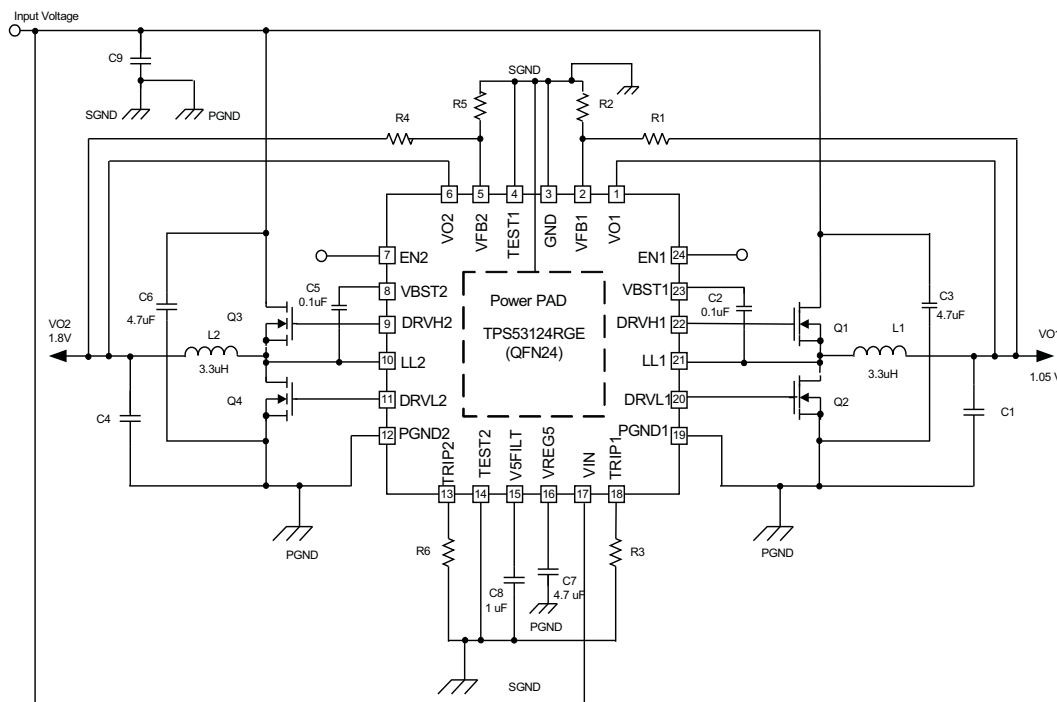 Input Voltage
C9
SGND
PGND
SGND
R5
R2
R4
R1
6
5
4
3
2
1
VO2
VFB2
TEST1
GND
VFB1
VO1
7
EN2
EN1
24
C6
4.7uF
C5
0.1uF
8
VBST2
VBST1
23
C2
0.1uF
C3
4.7uF
Power PAD
TPS53124RGE
(QFN24)
Q3
9
DRVH2
DRVH1
22
Q1
VO2
1.8V
L2
3.3uH
10
LL2
LL1
21
L1
3.3uH
VO1
1.05 V
Q4
11
DRVL2
DRVL1
20
Q2
C4
C1
12
PGND2
PGND1
19
TRIP2
TEST2
V5FILT
VREG5
VIN
TRIP1
13
14
15
16
17
18
PGND
PGND
R6
R3
C8
1 uF
C7
4.7 uF
PGND
SGND